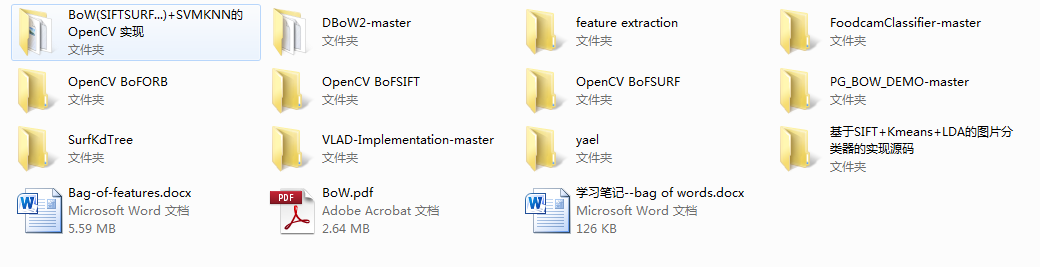 BoW(SIFTSURF...)+SVMKNN的
OpenCV 实现
文件夹
DBoW2-master
文件夹
feature extraction
文件夹
FoodcamClassifier-master
文件夹
OpenCV BoFORB
文件夹
OpenCV BoFSIFT
文件夹
OpenCV BoFSURF
文件夹
PG_BOW_DEMO-master
文件夹
SurfKdTree
文件夹
VLAD-Implementation-master
文件夹
yael
文件夹
基于SIFT+Kmeans+LDA的图片分
类器的实现源码
文件夹
Bag-of-features.docx
Microsoft Word 文档
5.59 MB
PDF
BoW.pdf
Adobe Acrobat 文档
2.64 MB
学习笔记--bag of words.docx
Microsoft Word 文档
126 KB